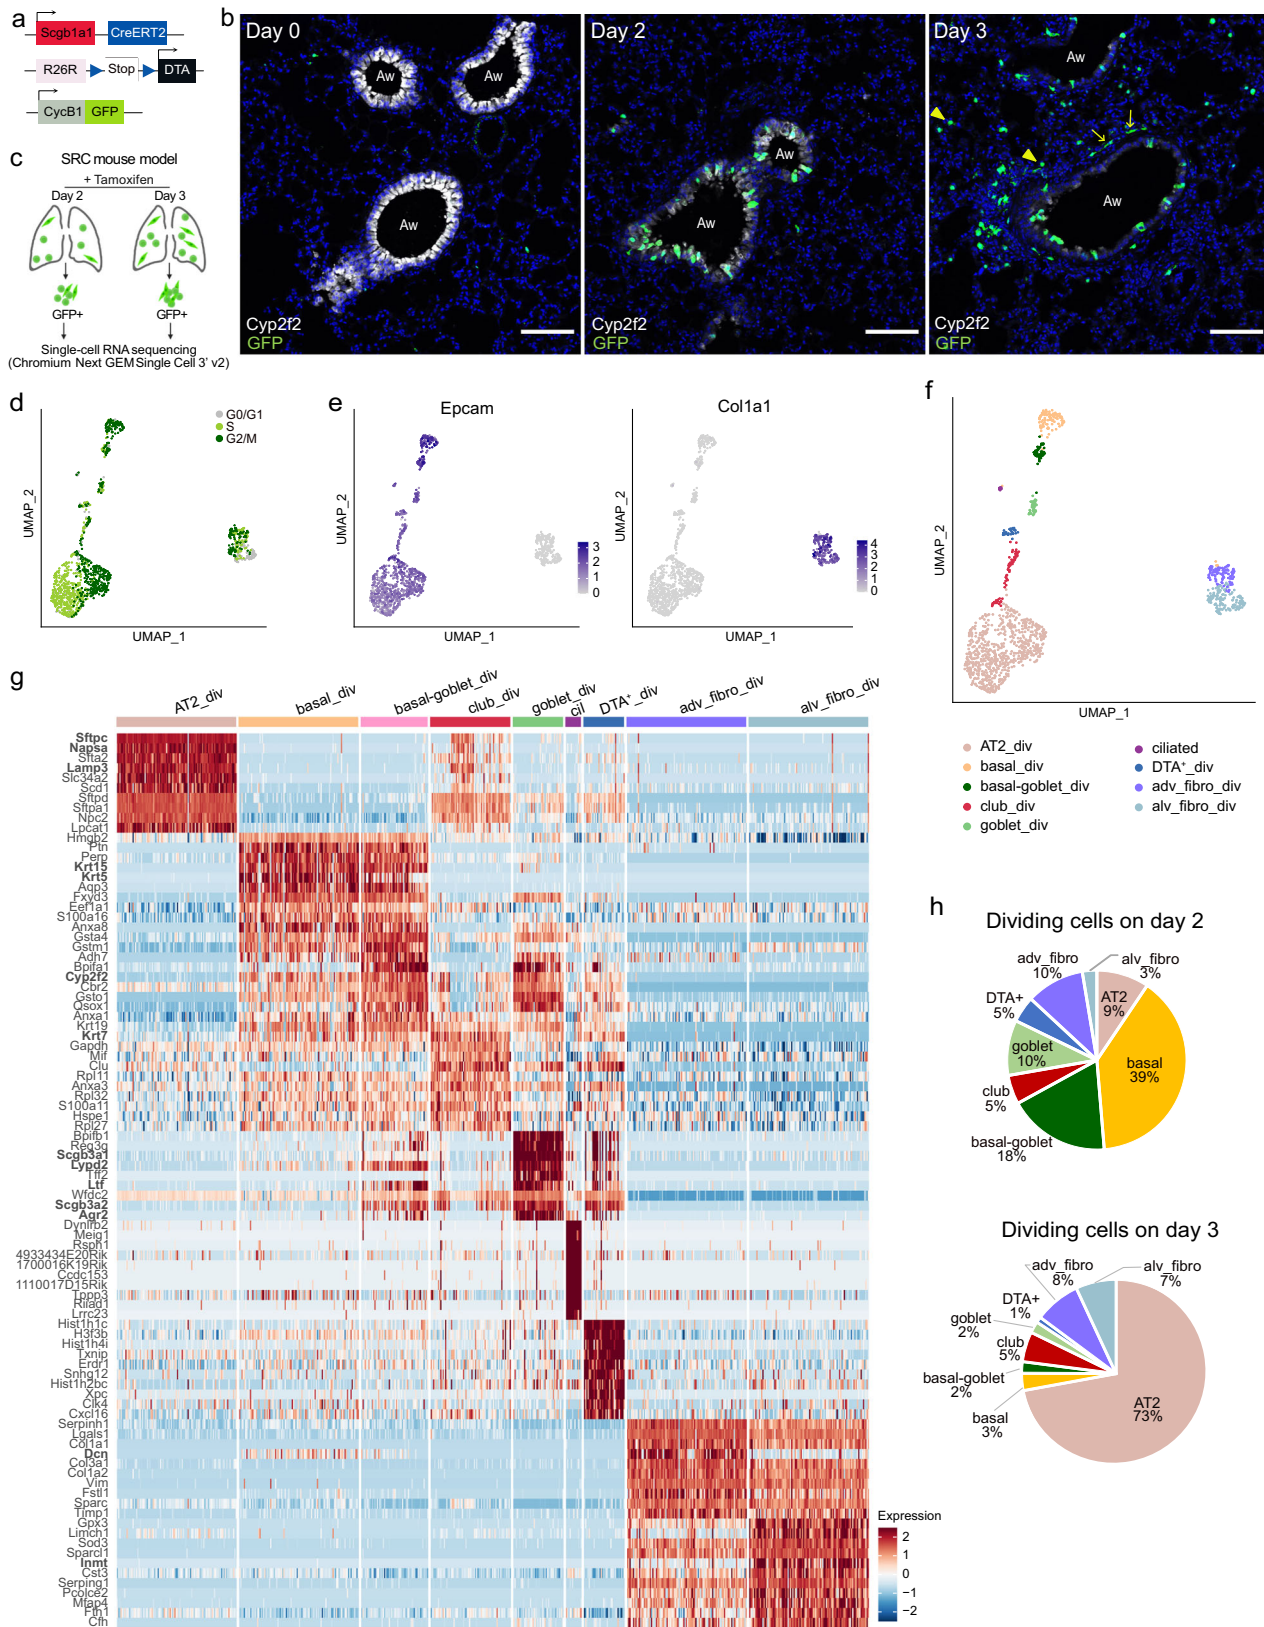 a
Scgb1a1
CreERT2
R26R
Stop
DTA
CycB1
GFP
b
Day 0
Aw
Aw
Aw
Cyp2f2
GFP
Day 2
Aw
Aw
Cyp2f2
GFP
Day 3
Aw
Aw
Cyp2f2
GFP
c
SRC mouse model
+ Tamoxifen
Day 2
Day 3
GFP+
GFP+
Single-cell RNA sequencing
(Chromium Next GEM Single Cell 3' v2)
d
G0/G1
S
G2/M
UMAP_2
UMAP_1
e
Epcam
UMAP_2
UMAP_1
3
2
1
0
Col1a1
UMAP_2
UMAP_1
4
3
2
1
0
f
UMAP_2
UMAP_1
AT2_div
basal_div
basal-goblet_div
club_div
goblet_div
ciliated
DTA+_div
adv_fibro_div
alv_fibro_div
g
AT2_div
basal_div
basal-goblet_div
club_div
goblet_div
cil
DTA+_div
adv_fibro_div
alv_fibro_div
Sftpc
Napsa
Sfta2
Lamp3
Slc34a2
Scd1
Sftpd
Sftpa1
Npc2
Lpcat1
Hmgb2
Ptn
Perp
Krt15
Krt5
Aqp3
Fxyd3
Eef1a1
S100a16
Anxa8
Gsta4
Gstm1
Adh7
Bpifa1
Cyp2f2
Cbr2
Gsto1
Qsox1
Anxa1
Krt19
Krt7
Gapdh
Mif
Clu
Rpl11
Anxa3
Rpl32
S100a11
Hspe1
Rpl27
Bpifb1
Reg3g
Scgb3a1
Lypd2
Tff2
Ltf
Wfdc2
Scgb3a2
Agr2
Dynlrb2
Meig1
Rsph1
4933434E20Rik
1700016K19Rik
Ccdc153
1110017D15Rik
Tppp3
Riiad1
Lrrc23
Hist1h1c
H3f3b
Hist1h4i
Txnip
Erdr1
Snhg12
Hist1h2bc
Xpc
Clk4
Cxcl16
Serpinh1
Lgals1
Col1a1
Dcn
Col3a1
Col1a2
Vim
Fstl1
Sparc
Timp1
Gpx3
Limch1
Sod3
Sparcl1
Inmt
Cst3
Serping1
Pcolce2
Mfap4
Fth1
Cfh
Expression
2
1
0
−1
−2
h
Dividing cells on day 2
adv_fibro
10%
alv_fibro
3%
AT2
9%
DTA+
5%
goblet
10%
basal
39%
club
5%
basal-goblet
18%
Dividing cells on day 3
adv_fibro
8%
alv_fibro
7%
DTA+
1%
goblet
2%
club
5%
basal-goblet
2%
basal
3%
AT2
73%